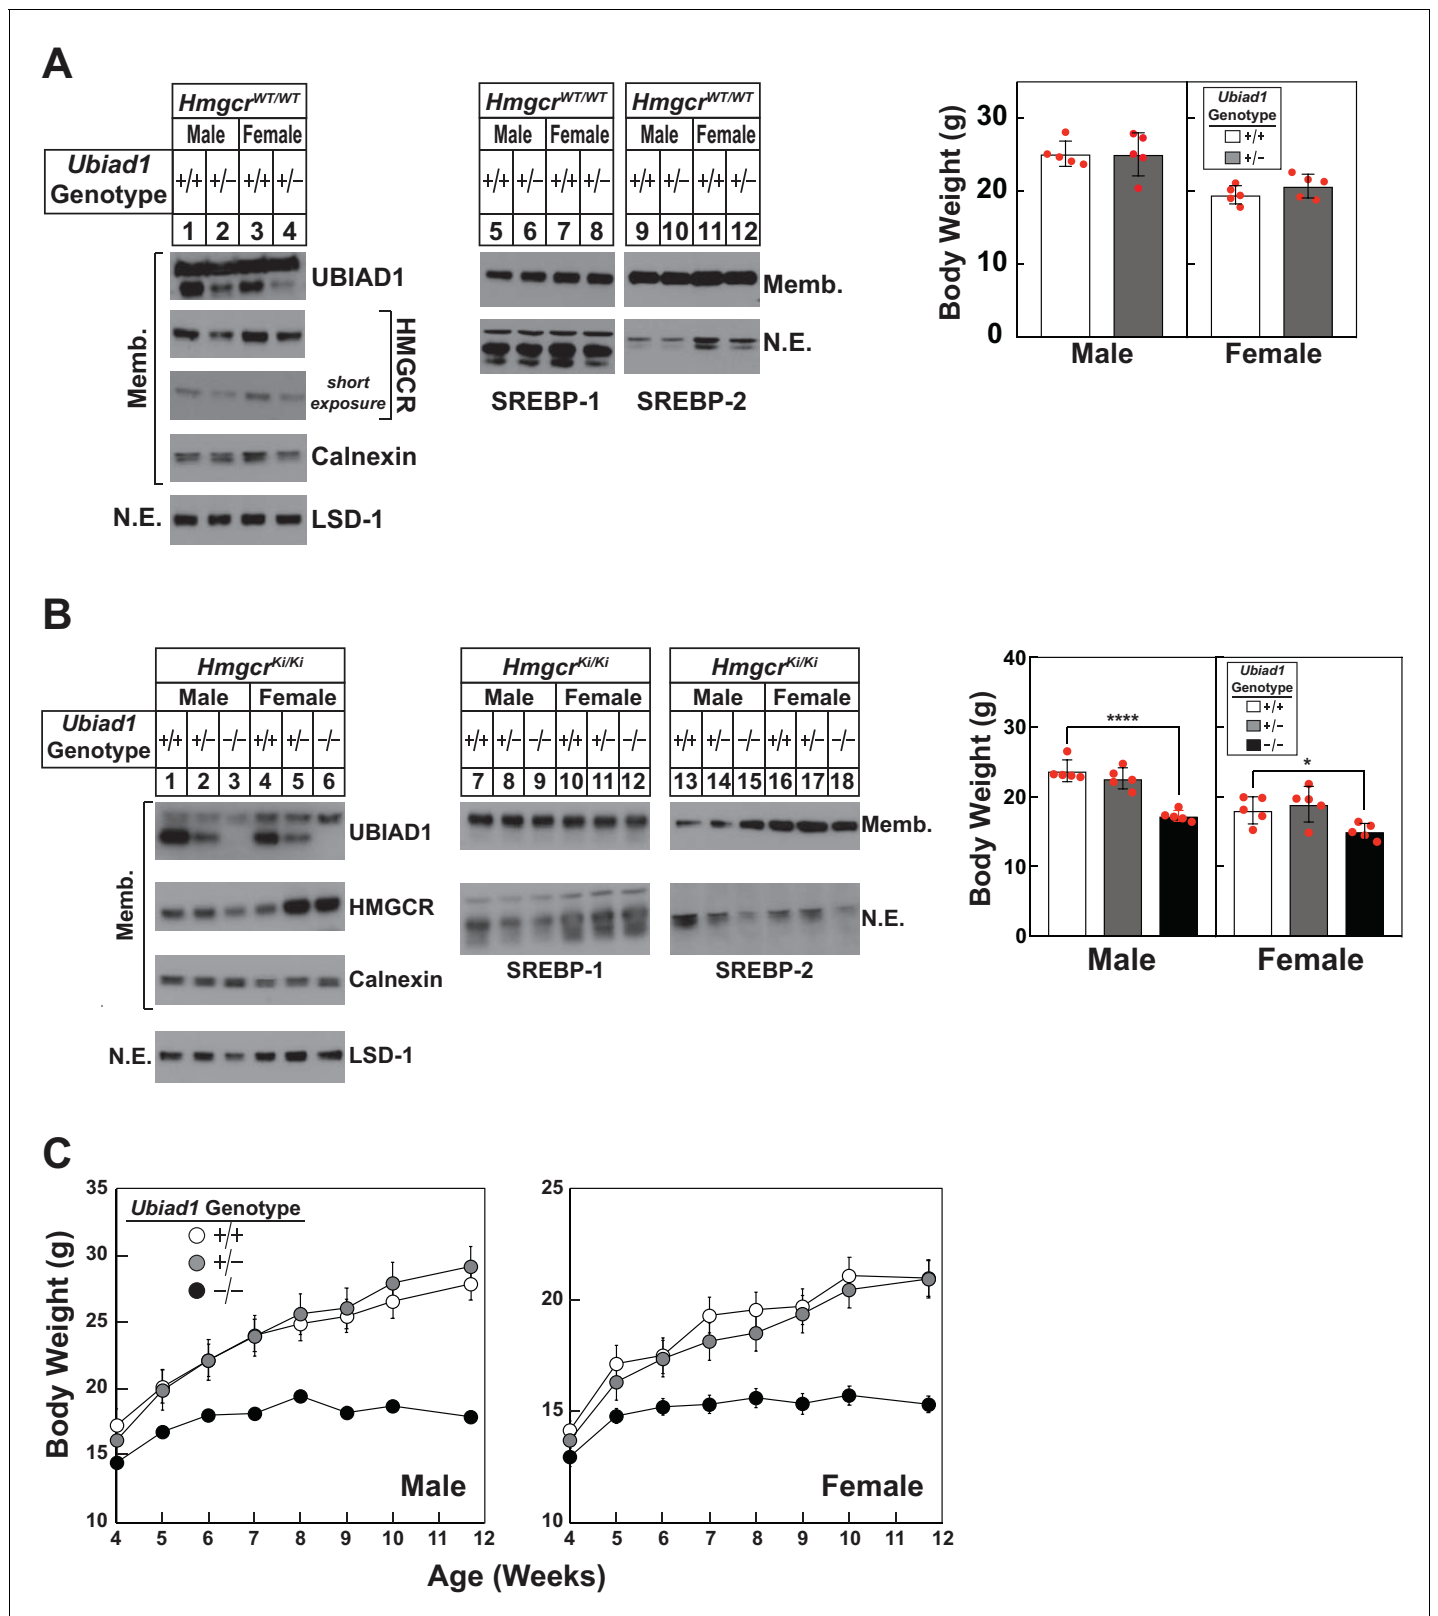 A
Hmgcr^WT/WT
Male Female
Ubiad1 Genotype
+/+ +/− +/+ +/−
1 2 3 4
Memb.
UBIAD1
HMGCR
short exposure
Calnexin
N.E. LSD-1
Hmgcr^WT/WT Hmgcr^WT/WT
Male Female Male Female
+/+ +/− +/+ +/− +/+ +/− +/+ +/−
5 6 7 8 9 10 11 12
Memb.
N.E.
SREBP-1 SREBP-2
Body Weight (g)
30
20
10
0
Ubiad1
Genotype
+/+
+/−
Male Female
B
Hmgcr^Ki/Ki
Male Female
Ubiad1
Genotype
+/+ +/− −/− +/+ +/− −/−
1 2 3 4 5 6
Memb.
UBIAD1
HMGCR
Calnexin
N.E. LSD-1
Hmgcr^Ki/Ki Hmgcr^Ki/Ki
Male Female Male Female
+/+ +/− −/− +/+ +/− −/− +/+ +/− −/− +/+ +/− −/−
7 8 9 10 11 12 13 14 15 16 17 18
Memb.
N.E.
SREBP-1 SREBP-2
Body Weight (g)
40
30
20
10
0
****
*
Ubiad1
Genotype
+/+
+/−
−/−
Male Female
C
Body Weight (g)
35
30
25
20
15
10
Ubiad1 Genotype
+/+
+/−
−/−
Male
4 5 6 7 8 9 10 11 12
25
20
15
10
Female
4 5 6 7 8 9 10 11 12
Age (Weeks)